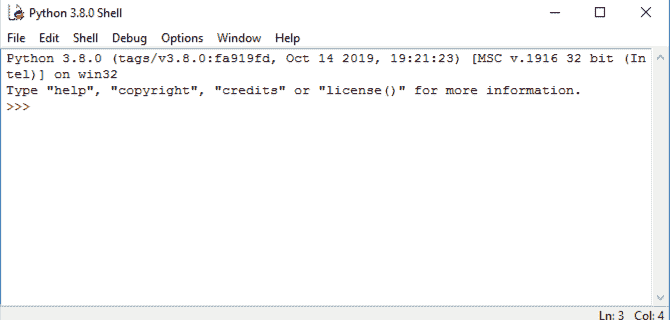 Python 3.8.0 Shell
File Edit Shell Debug Options Window Help
Python 3.8.0 (tags/v3.8.0:fa919fd, Oct 14 2019, 19:21:23) [MSC v.1916 32 bit (In
tel)] on win32
Type "help", "copyright", "credits" or "license()" for more information.
>>>
Ln: 3 Col: 4